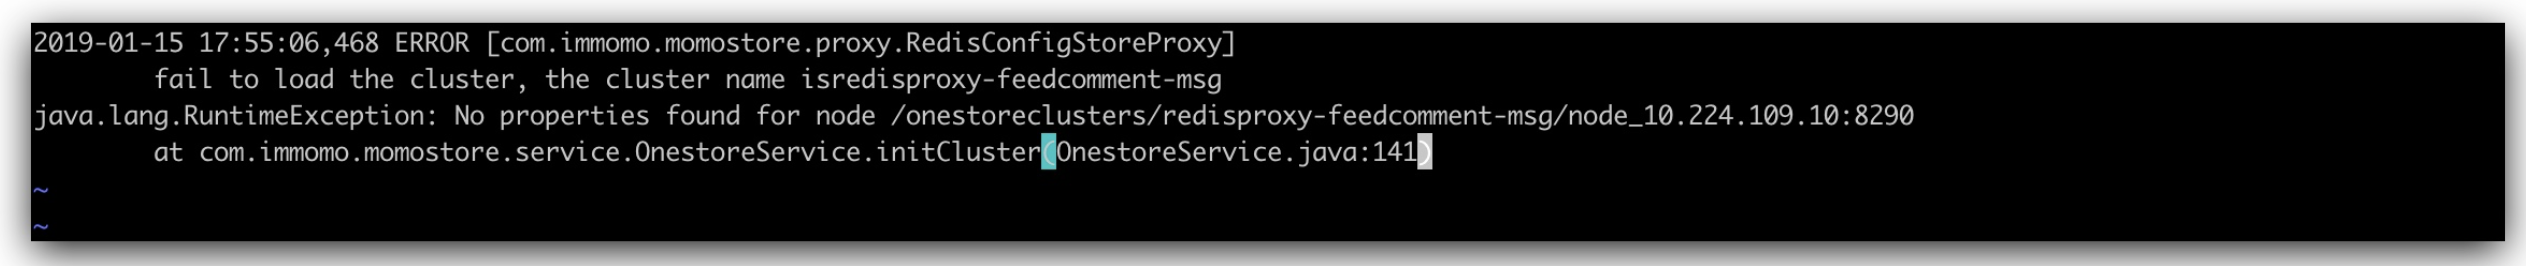 2019-01-15 17:55:06,468 ERROR [com.immomo.momostore.proxy.RedisConfigStoreProxy]
fail to load the cluster, the cluster name isredisproxy-feedcomment-msg
java.lang.RuntimeException: No properties found for node /onestoreclusters/redisproxy-feedcomment-msg/node_10.224.109.10:8290
at com.immomo.momostore.service.OnestoreService.initCluster(OnestoreService.java:141)
~
~